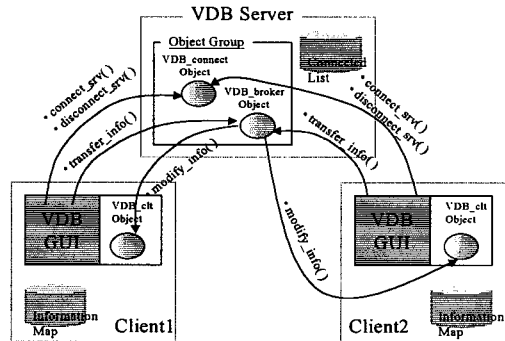 VDB Server
Object Group
VDB_connect
Object
VDB_broker
Object
Connected
List
• connect_srv()
• disconnect_srv()
• transfer_info()
• modify_info()
• connect_srv()
• disconnect_srv()
• transfer_info()
• modify_info()
VDB
GUI
VDB_clt
Object
Information
Map
Client1
VDB
GUI
VDB_clt
Object
Information
Map
Client2